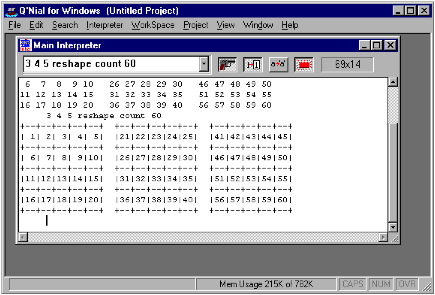 Q'Nial for Windows (Untitled Project)
File Edit Search Interpreter WorkSpace Project View Window Help
Main Interpreter
3 4 5 reshape count 60
69x14
6 7 8 9 10 26 27 28 29 30 46 47 48 49 50
11 12 13 14 15 31 32 33 34 35 51 52 53 54 55
16 17 18 19 20 36 37 38 39 40 56 57 58 59 60
3 4 5 reshape count 60
+--+--+--+--+--+ +--+--+--+--+--+ +--+--+--+--+--+
| 1| 2| 3| 4| 5| |21|22|23|24|25| |41|42|43|44|45|
+--+--+--+--+--+ +--+--+--+--+--+ +--+--+--+--+--+
| 6| 7| 8| 9|10| |26|27|28|29|30| |46|47|48|49|50|
+--+--+--+--+--+ +--+--+--+--+--+ +--+--+--+--+--+
|11|12|13|14|15| |31|32|33|34|35| |51|52|53|54|55|
+--+--+--+--+--+ +--+--+--+--+--+ +--+--+--+--+--+
|16|17|18|19|20| |36|37|38|39|40| |56|57|58|59|60|
+--+--+--+--+--+ +--+--+--+--+--+ +--+--+--+--+--+
Mem Usage 215K of 782K CAPS NUM OVR